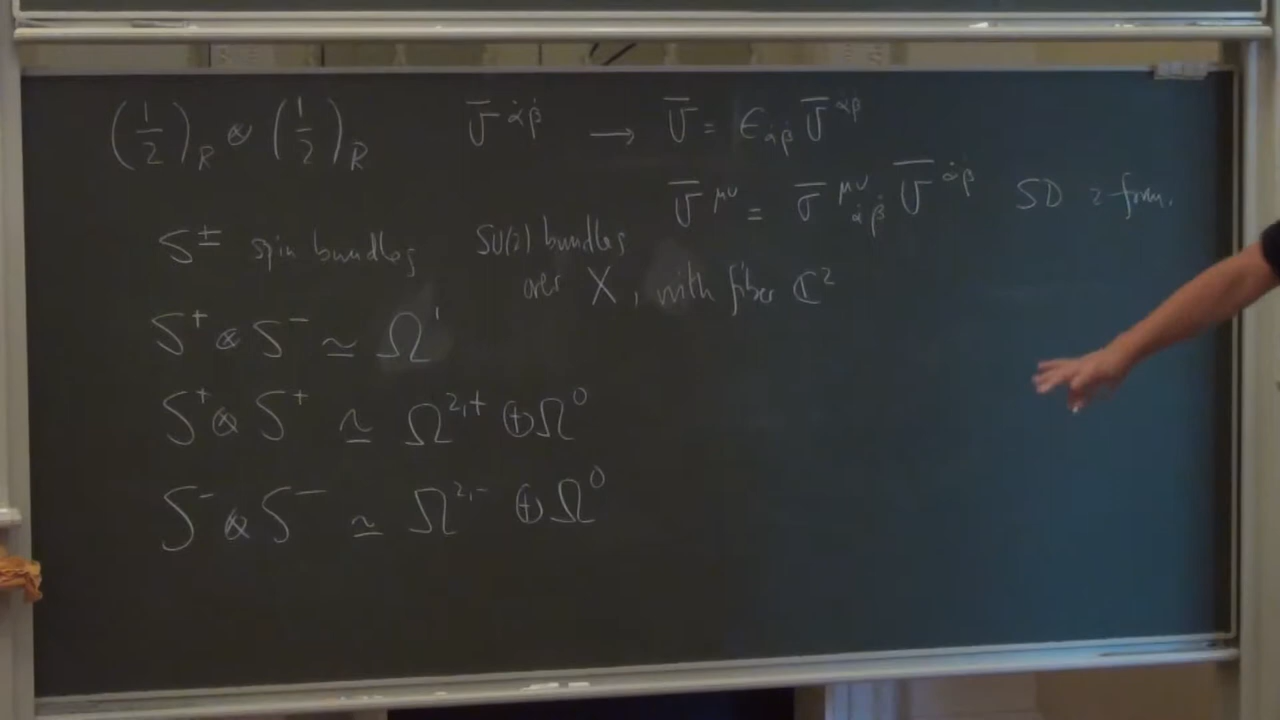 (1/2)_R ⊗ (1/2)_R   Ū^{α̇β̇} → Ū = ϵ_{α̇β̇} Ū^{α̇β̇}
Ū^{μν} = σ̄^{μν}_{α̇β̇} Ū^{α̇β̇}   SD 2 form.
S^± spin bundles   SU(2) bundles
over X, with fiber ℂ²
S⁺ ⊗ S⁻ ≃ Ω¹
S⁺ ⊗ S⁺ ≃ Ω^{2,+} ⊕ Ω⁰
S⁻ ⊗ S⁻ ≃ Ω^{2,-} ⊕ Ω⁰